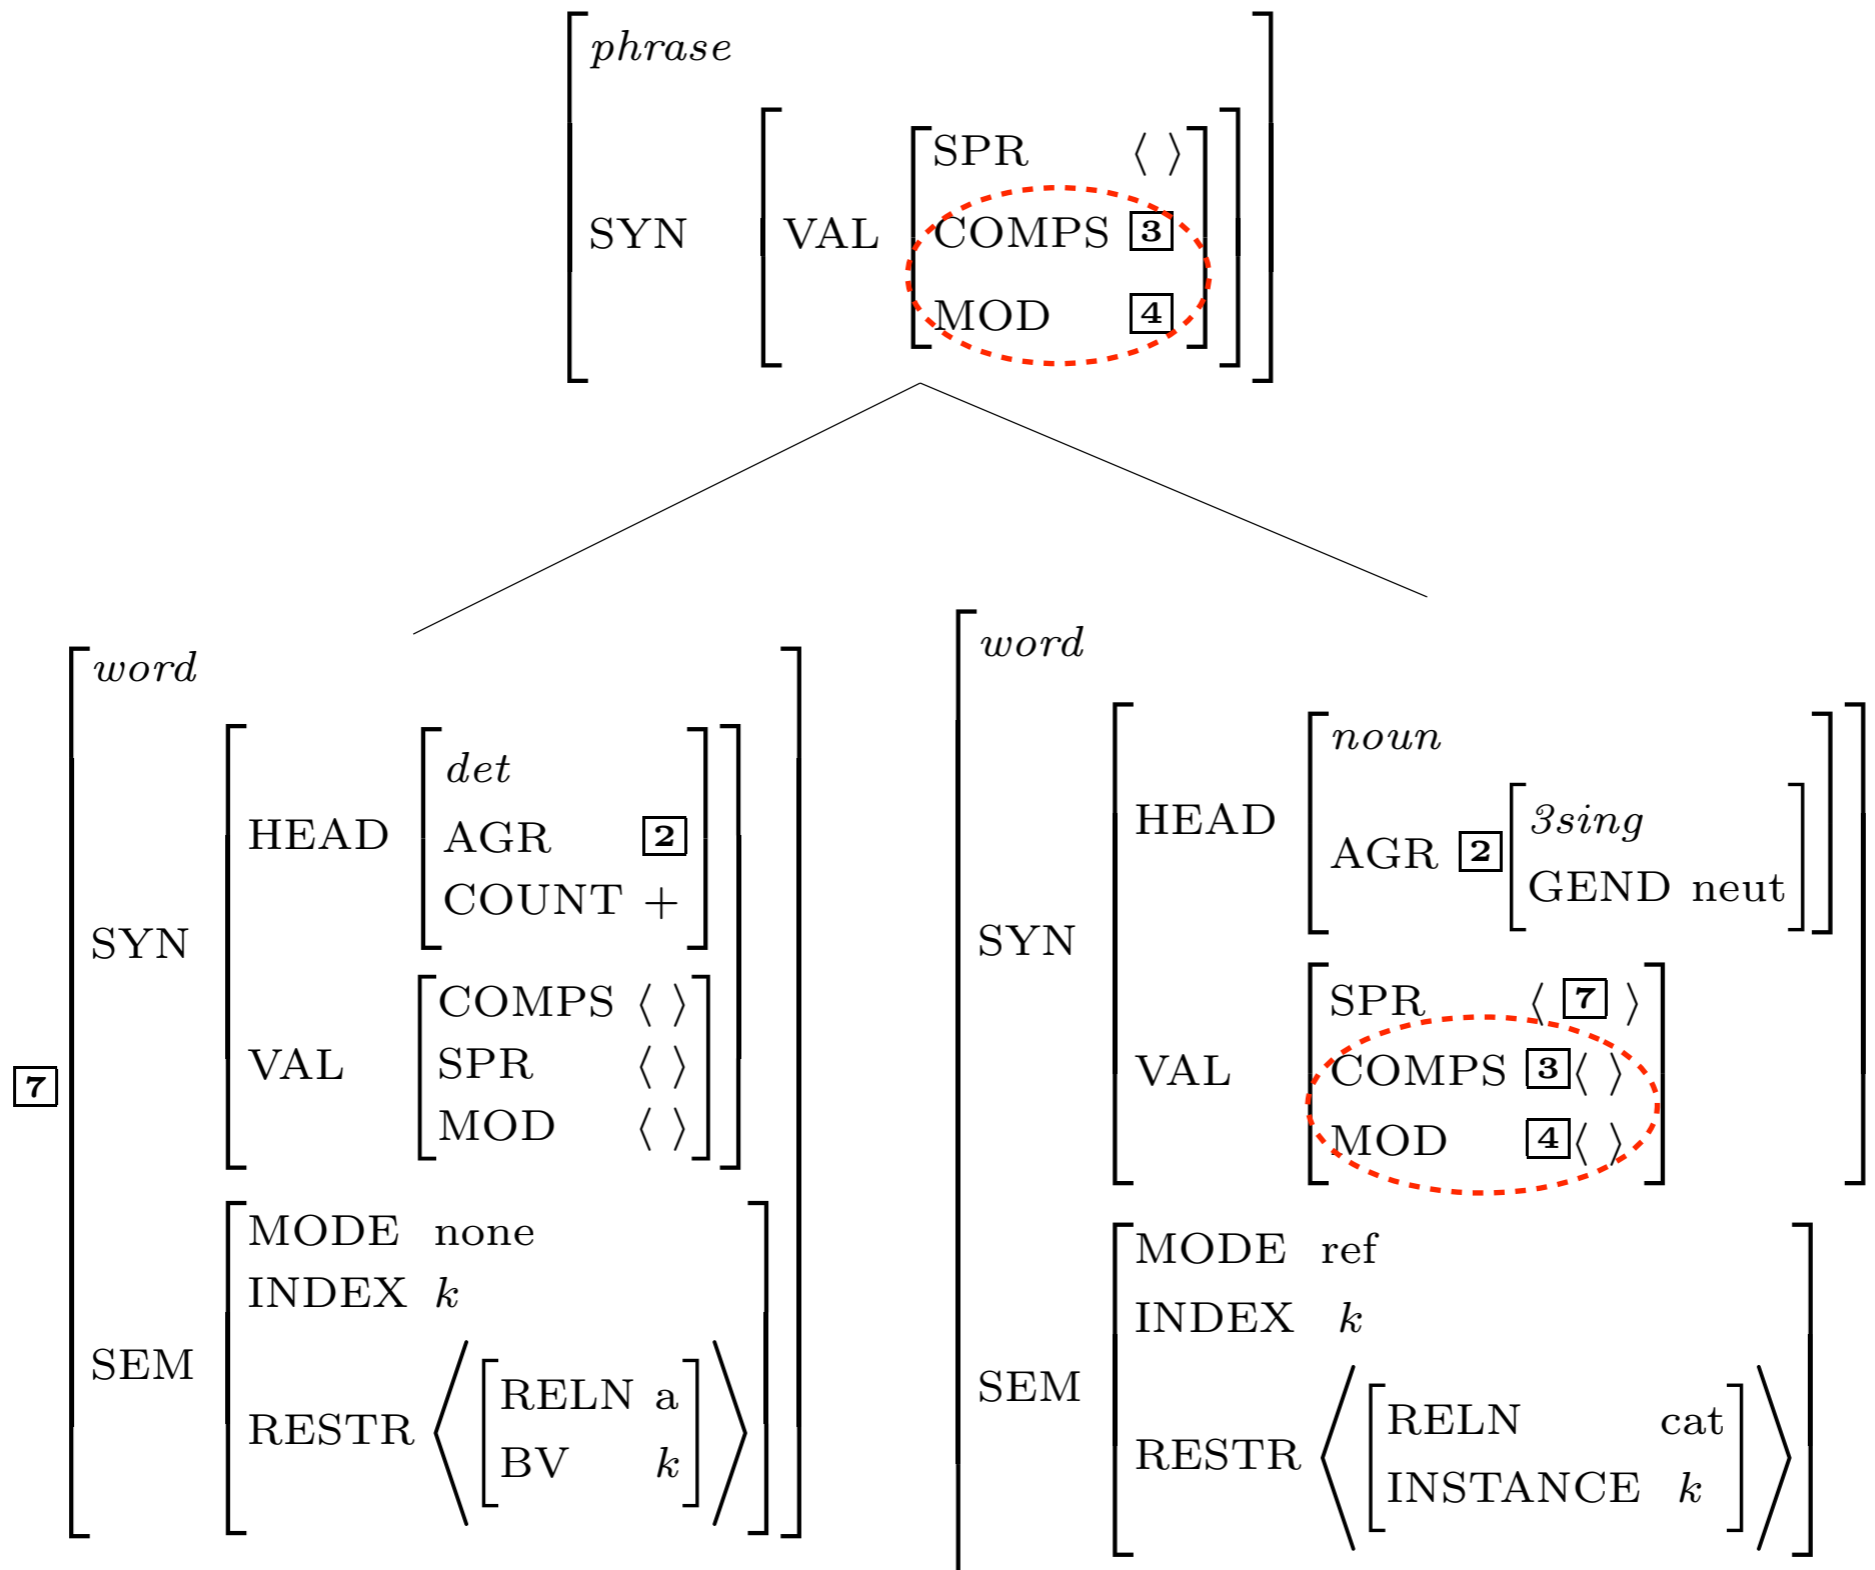 phrase
SPR ⟨ ⟩
SYN VAL COMPS 3
MOD 4
word
HEAD det
AGR 2
COUNT +
SYN
VAL COMPS ⟨ ⟩
SPR ⟨ ⟩
MOD ⟨ ⟩
7
MODE none
INDEX k
SEM
RESTR ⟨ RELN a
BV k ⟩
word
HEAD noun
AGR 2 3sing
GEND neut
SYN
VAL SPR ⟨ 7 ⟩
COMPS 3 ⟨ ⟩
MOD 4 ⟨ ⟩
MODE ref
INDEX k
SEM
RESTR ⟨ RELN cat
INSTANCE k ⟩